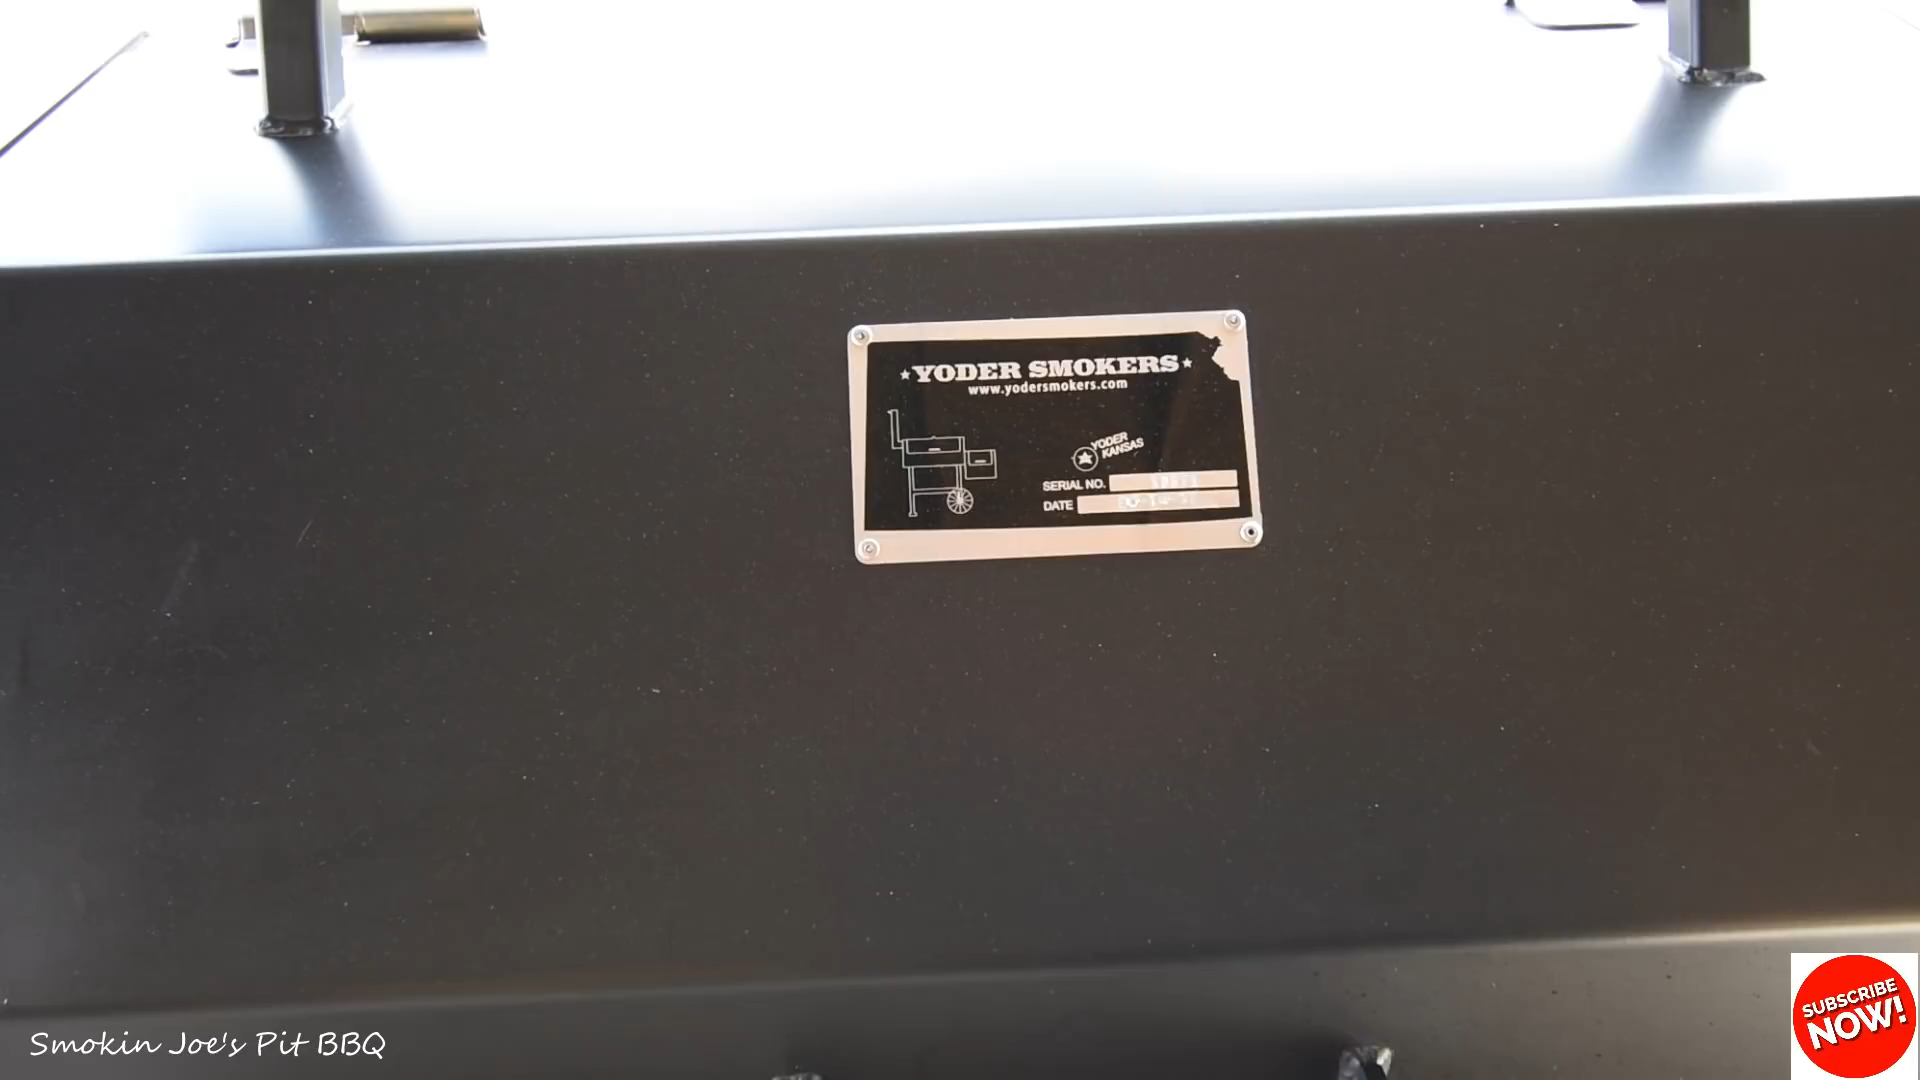 YODER SMOKERS
www.yodersmokers.com
YODER
KANSAS
SERIAL NO.
DATE
Smokin Joe's Pit BBQ
SUBSCRIBE
NOW!